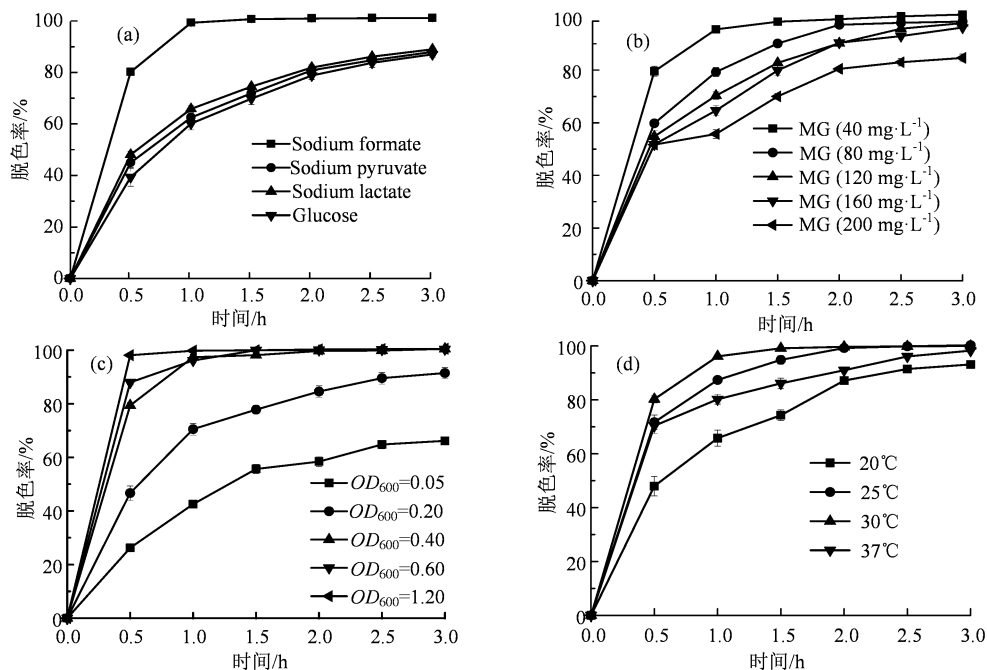 (a)
脱色率/%
100
80
60
40
20
0
0.0 0.5 1.0 1.5 2.0 2.5 3.0
时间/h
Sodium formate
Sodium pyruvate
Sodium lactate
Glucose
(b)
脱色率/%
100
80
60
40
20
0
0.0 0.5 1.0 1.5 2.0 2.5 3.0
时间/h
MG (40 mg·L⁻¹)
MG (80 mg·L⁻¹)
MG (120 mg·L⁻¹)
MG (160 mg·L⁻¹)
MG (200 mg·L⁻¹)
(c)
脱色率/%
100
80
60
40
20
0
0.0 0.5 1.0 1.5 2.0 2.5 3.0
时间/h
OD₆₀₀=0.05
OD₆₀₀=0.20
OD₆₀₀=0.40
OD₆₀₀=0.60
OD₆₀₀=1.20
(d)
脱色率/%
100
80
60
40
20
0
0.0 0.5 1.0 1.5 2.0 2.5 3.0
时间/h
20℃
25℃
30℃
37℃